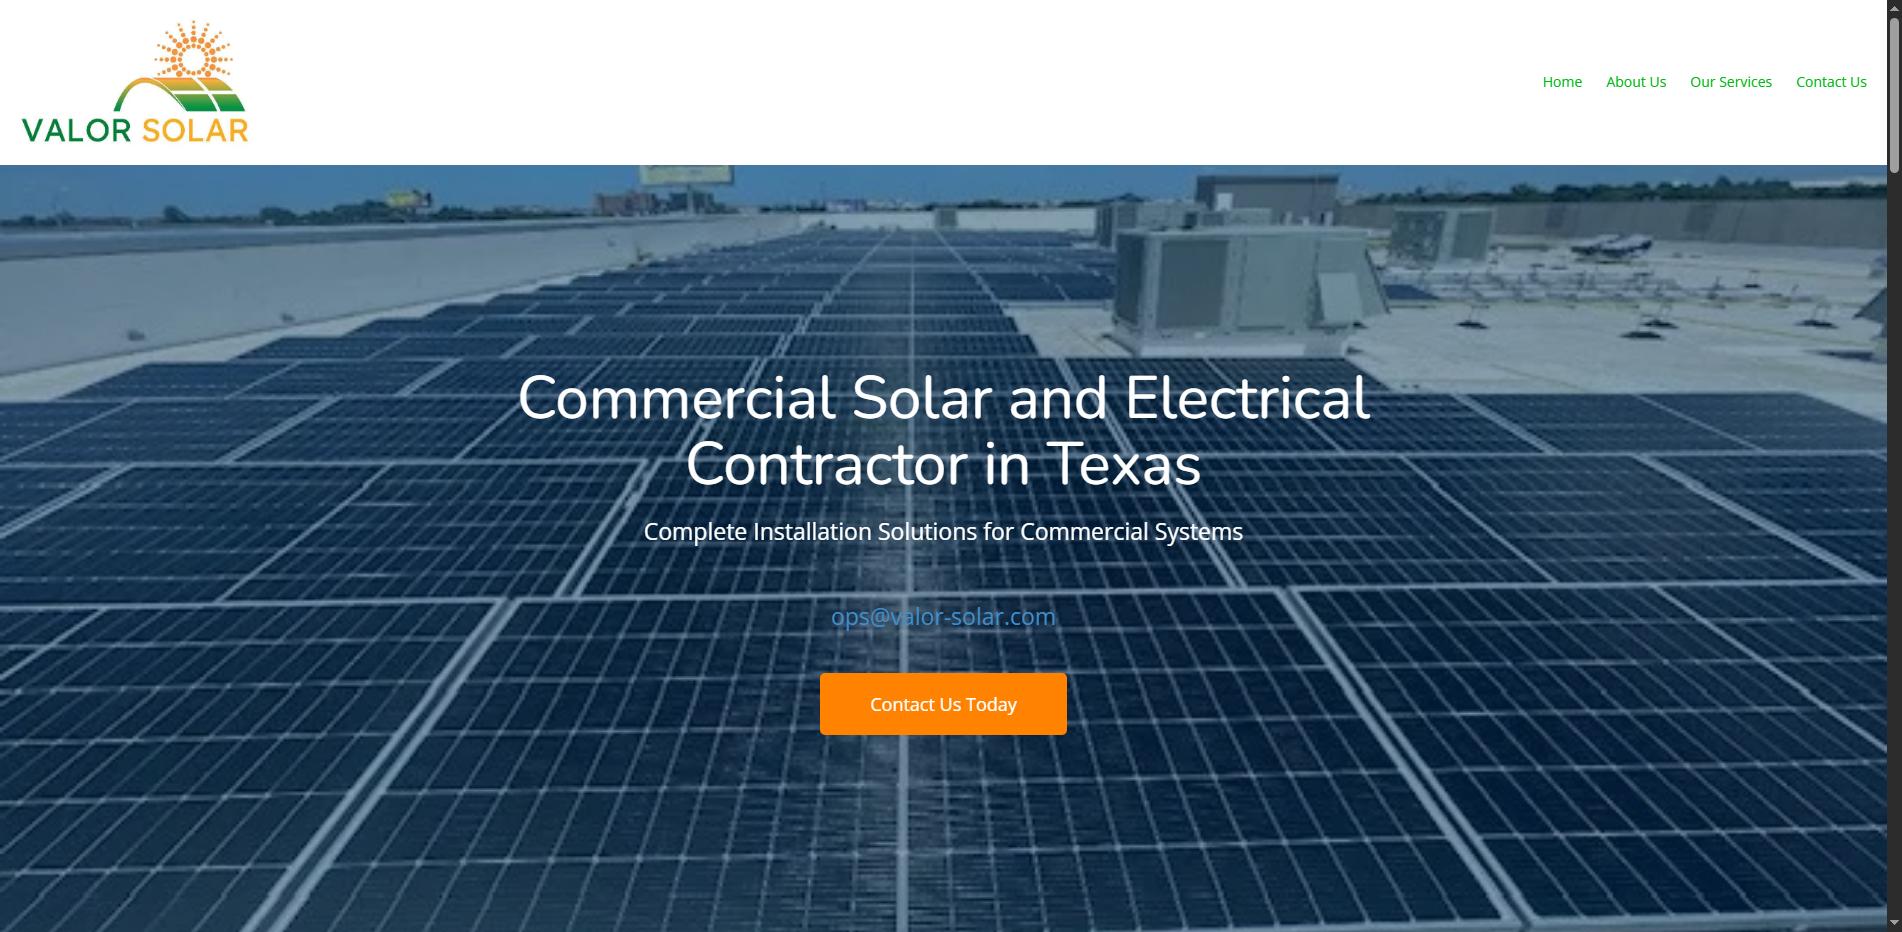 VALOR SOLAR
Home
About Us
Our Services
Contact Us
Commercial Solar and Electrical
Contractor in Texas
Complete Installation Solutions for Commercial Systems
ops@valor-solar.com
Contact Us Today